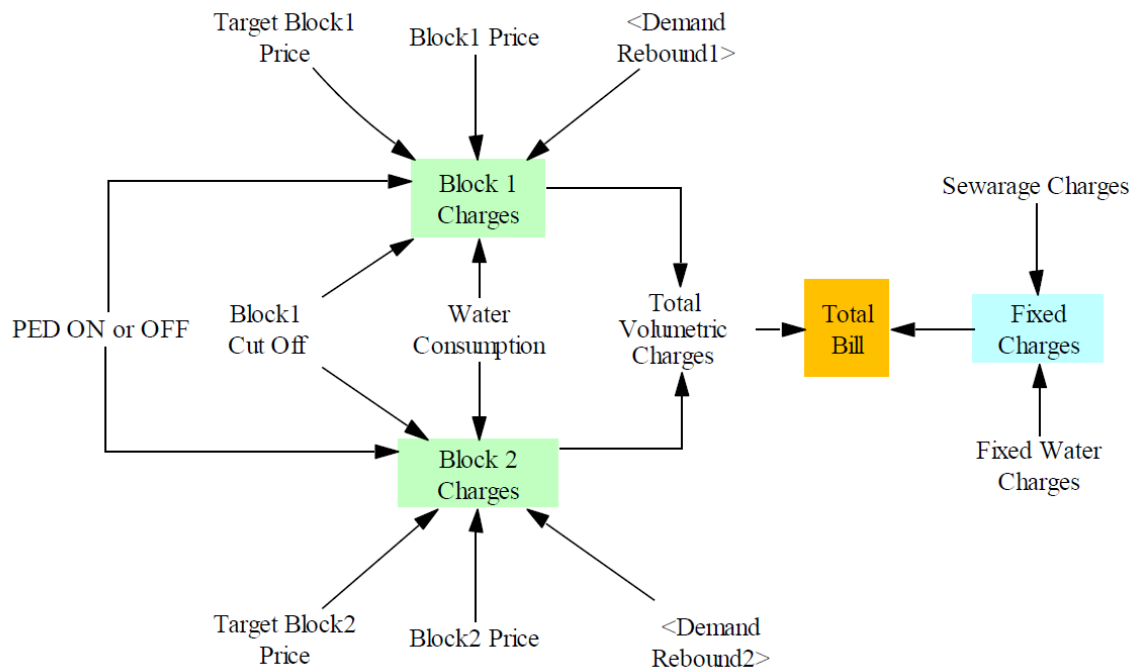 Target Block1
Price
Block1 Price
<Demand
Rebound1>
Block 1
Charges
Sewarage Charges
PED ON or OFF
Block1
Cut Off
Water
Consumption
Total
Volumetric
Charges
Total
Bill
Fixed
Charges
Block 2
Charges
Fixed Water
Charges
Target Block2
Price
Block2 Price
<Demand
Rebound2>